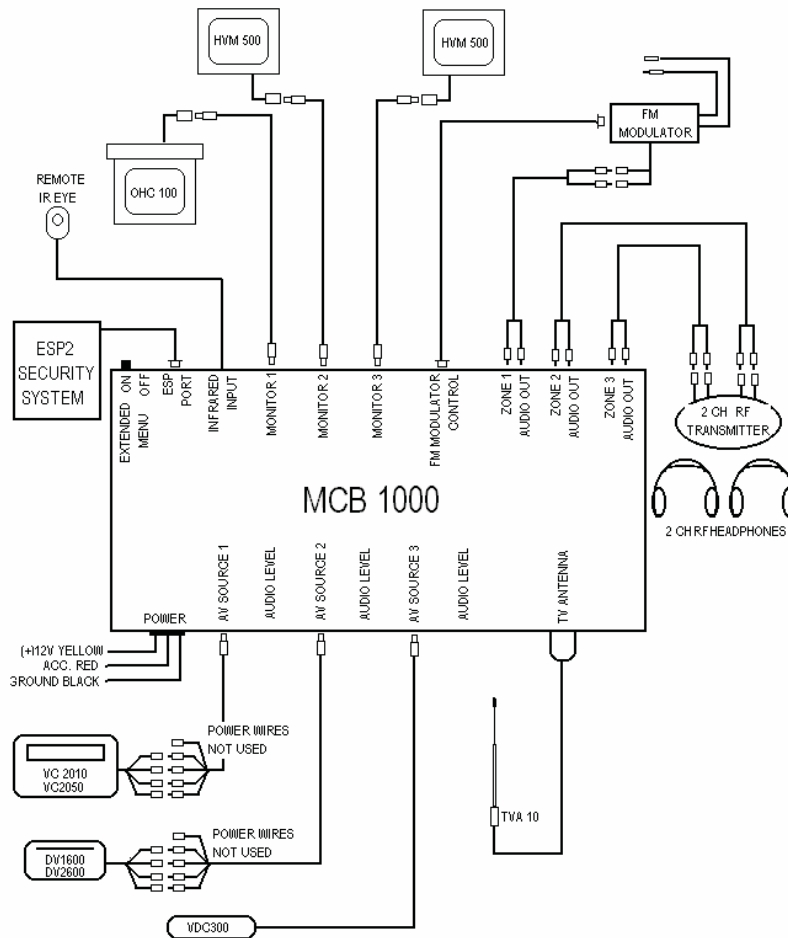 HVM 500
HVM 500
FM
MODULATOR
OHC 100
REMOTE
IR EYE
ESP2
SECURITY
SYSTEM
EXTENDED ON
MENU OFF
ESP
PORT
INFRARED
INPUT
MONITOR 1
MONITOR 2
MONITOR 3
FM MODULATOR
CONTROL
ZONE 1
AUDIO OUT
ZONE 2
AUDIO OUT
ZONE 3
AUDIO OUT
2 CH RF
TRANSMITTER
2 CH RF HEADPHONES
MCB 1000
AV SOURCE 1
AUDIO LEVEL
AV SOURCE 2
AUDIO LEVEL
AV SOURCE 3
AUDIO LEVEL
TV ANTENNA
POWER
(+)12V YELLOW
ACC. RED
GROUND BLACK
POWER WIRES
NOT USED
VC 2010
VC2050
TVA 10
POWER WIRES
NOT USED
DV1600
DV2600
VDC300